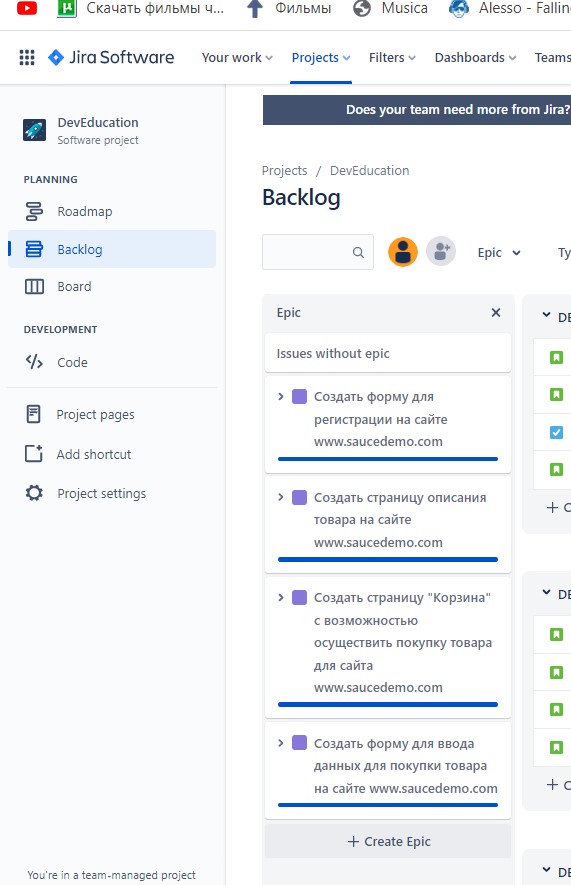 Скачать фильмы ч...
Фильмы
Musica
Alesso - Fallin
Jira Software
Your work
Projects
Filters
Dashboards
Teams
DevEducation
Software project
PLANNING
Roadmap
Backlog
Board
DEVELOPMENT
Code
Project pages
Add shortcut
Project settings
You're in a team-managed project
Does your team need more from Jira?
Projects / DevEducation
Backlog
Epic
Ty
Epic
Issues without epic
Создать форму для
регистрации на сайте
www.saucedemo.com
Создать страницу описания
товара на сайте
www.saucedemo.com
Создать страницу "Корзина"
с возможностью
осуществить покупку товара
для сайта
www.saucedemo.com
Создать форму для ввода
данных для покупки товара
на сайте www.saucedemo.com
+ Create Epic
DE
+ C
DE
+ C
DE